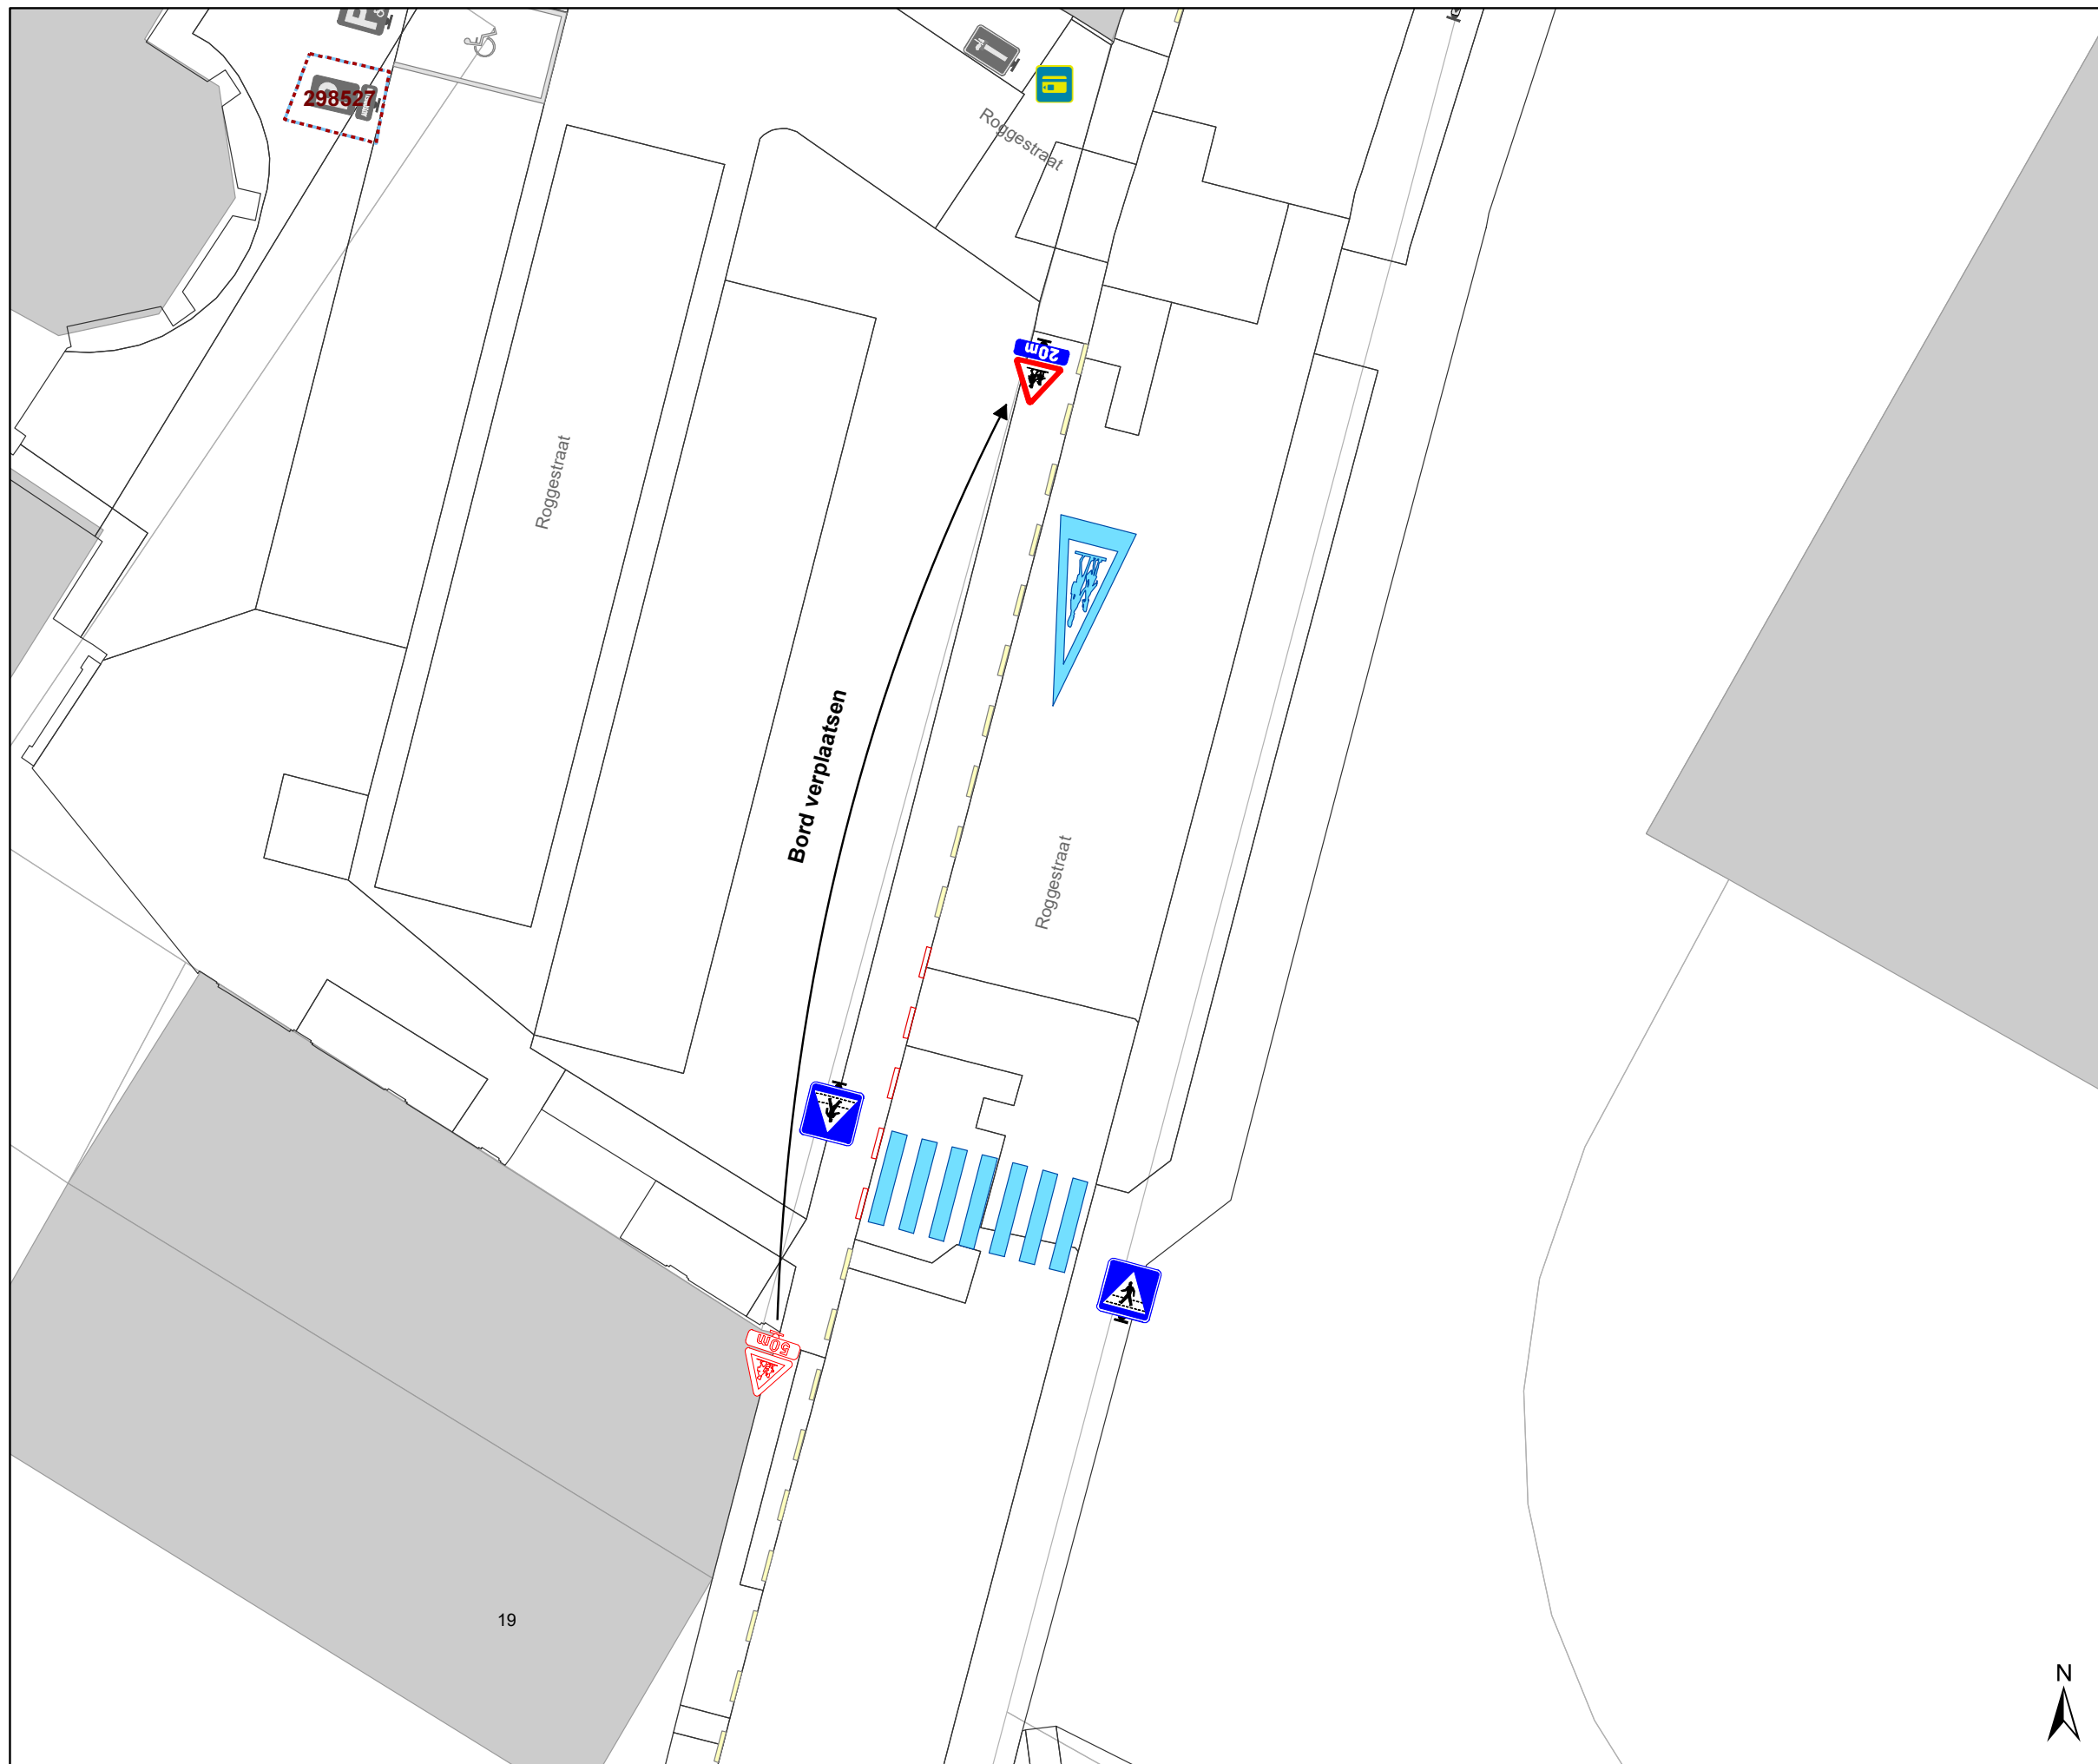 P
298527
Roggestraat
20m
Roggestraat
Bord verplaatsen
Roggestraat
50m
19
N